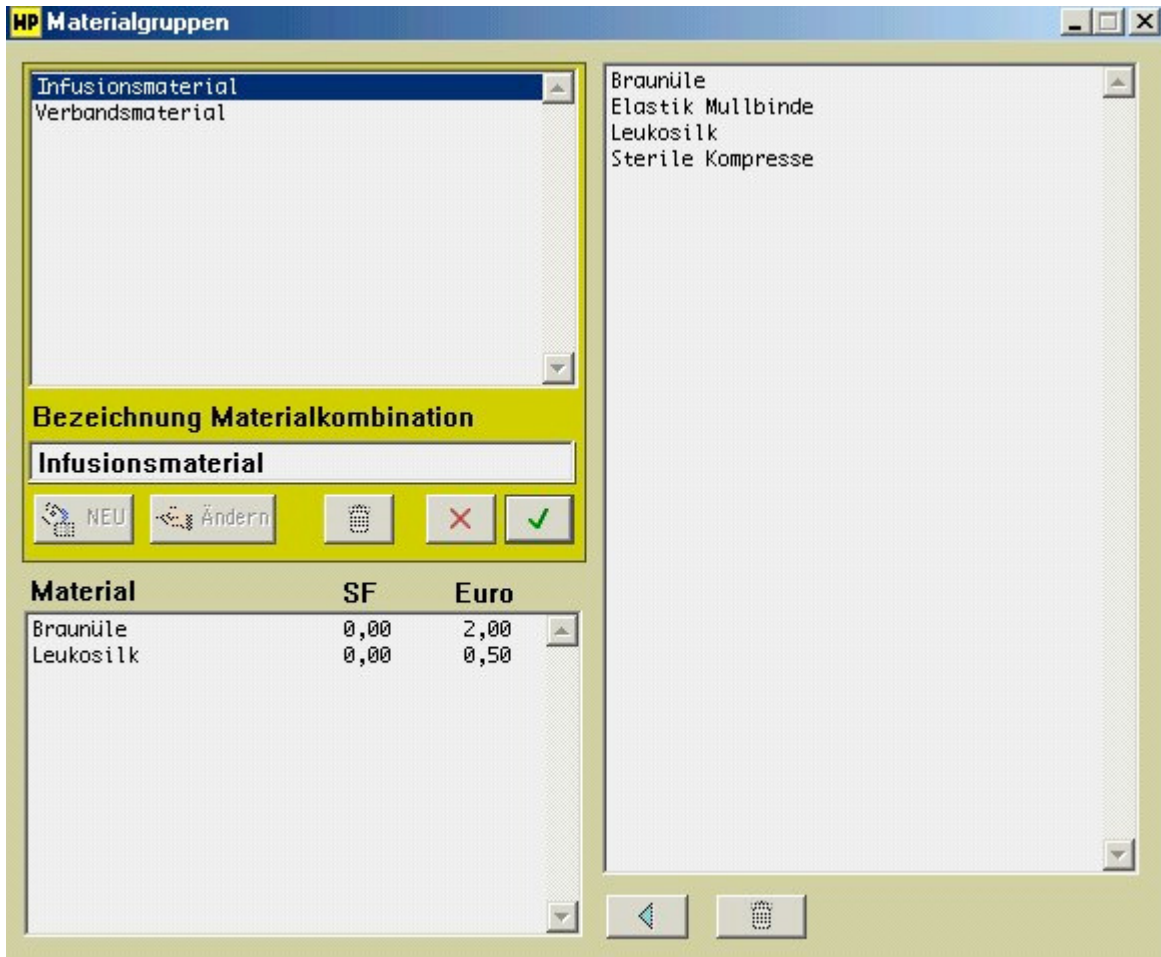 HP Materialgruppen
Infusionsmaterial
Verbandsmaterial
Bezeichnung Materialkombination
Infusionsmaterial
NEU Ändern
Material SF Euro
Braunüle 0,00 2,00
Leukosilk 0,00 0,50
Braunüle
Elastik Mullbinde
Leukosilk
Sterile Kompresse